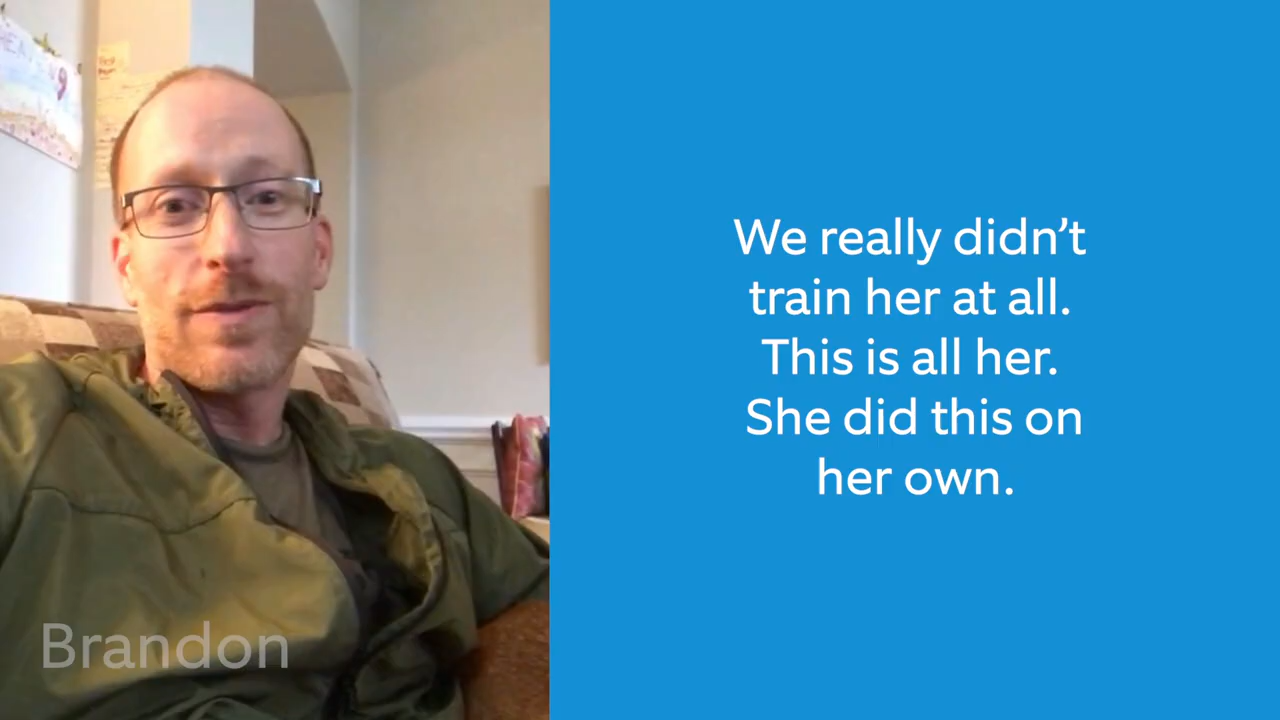 We really didn't
train her at all.
This is all her.
She did this on
her own.
Brandon